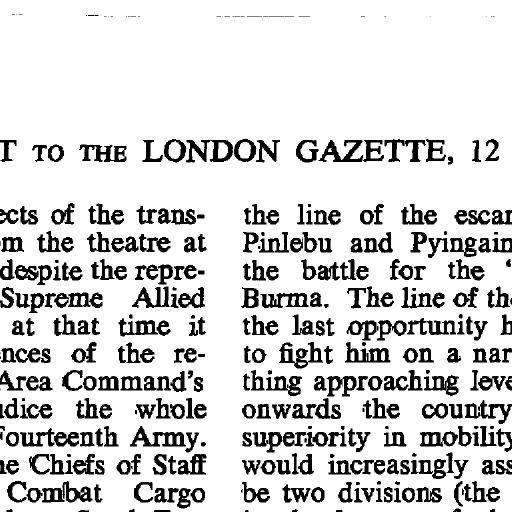 TO THE LONDON GAZETTE, 12
ects of the trans-
m the theatre at
despite the repre-
Supreme Allied
at that time it
nces of the re-
Area Command's
udice the whole
Fourteenth Army.
he Chiefs of Staff
Combat Cargo
the line of the escar
Pinlebu and Pyingain
the battle for the '
Burma. The line of th
the last opportunity h
to fight him on a nar
thing approaching leve
onwards the country
superiority in mobility
would increasingly ass
be two divisions (the